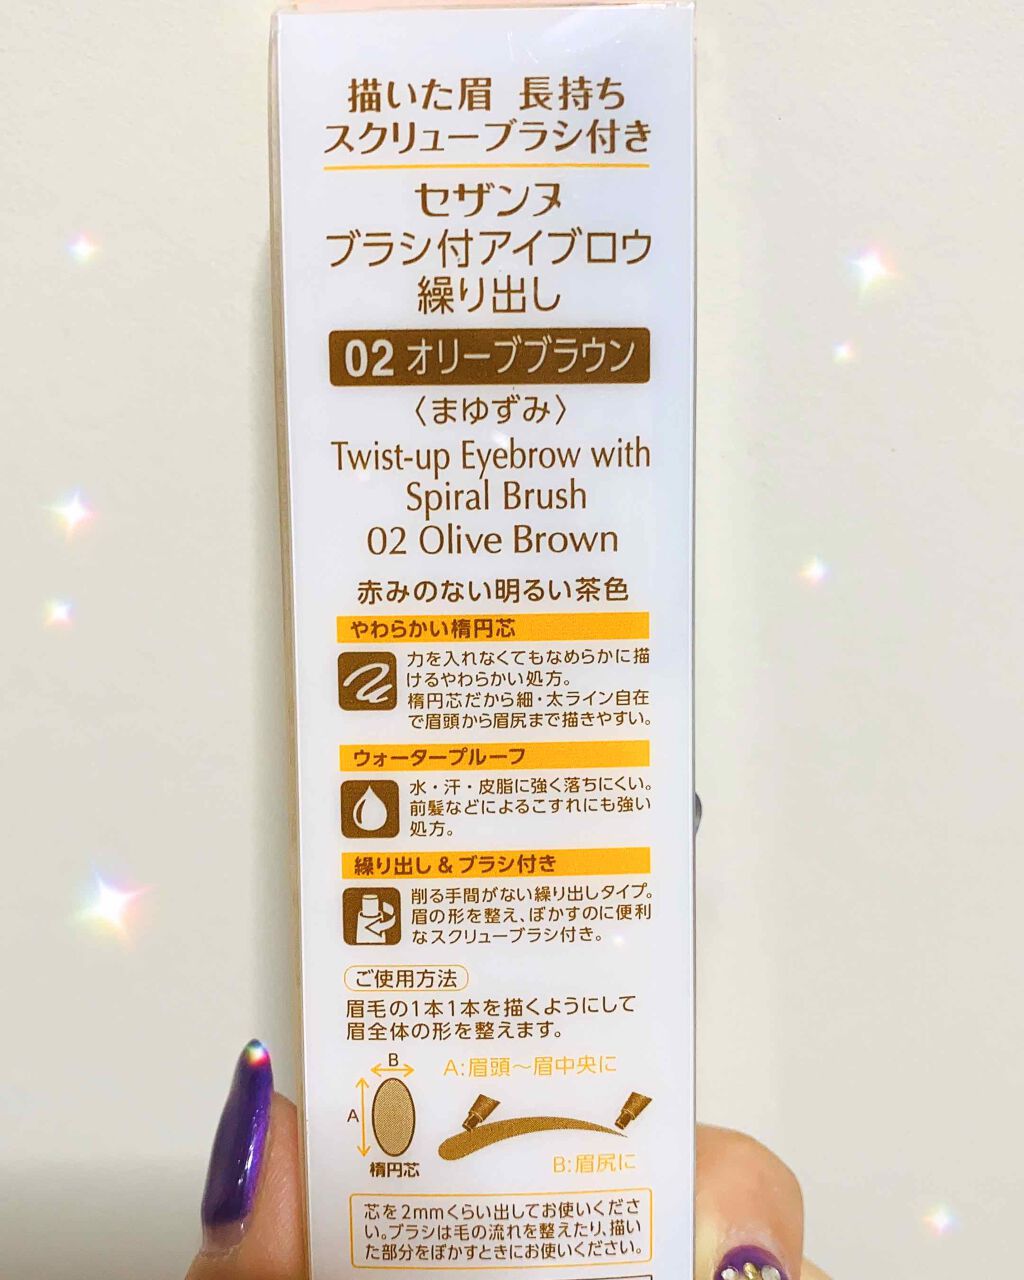 描いた眉 長持ち
スクリューブラシ付き
セザンヌ
ブラシ付アイブロウ
繰り出し
02 オリーブブラウン
〈まゆずみ〉
Twist-up Eyebrow with
Spiral Brush
02 Olive Brown
赤みのない明るい茶色
やわらかい楕円芯
力を入れなくてもなめらかに描
けるやわらかい処方。
楕円芯だから細・太ライン自在
で眉頭から眉尻まで描きやすい。
ウォータープルーフ
水・汗・皮脂に強く落ちにくい。
前髪などによるこすれにも強い
処方。
繰り出し & ブラシ付き
削る手間がない繰り出しタイプ。
眉の形を整え、ぼかすのに便利
なスクリューブラシ付き。
ご使用方法
眉毛の1本1本を描くようにして
眉全体の形を整えます。
B
A:眉頭～眉中央に
A
B:眉尻に
楕円芯
芯を2mmくらい出してお使いくださ
い。ブラシは毛の流れを整えたり、描い
た部分をぼかすときにお使いください。